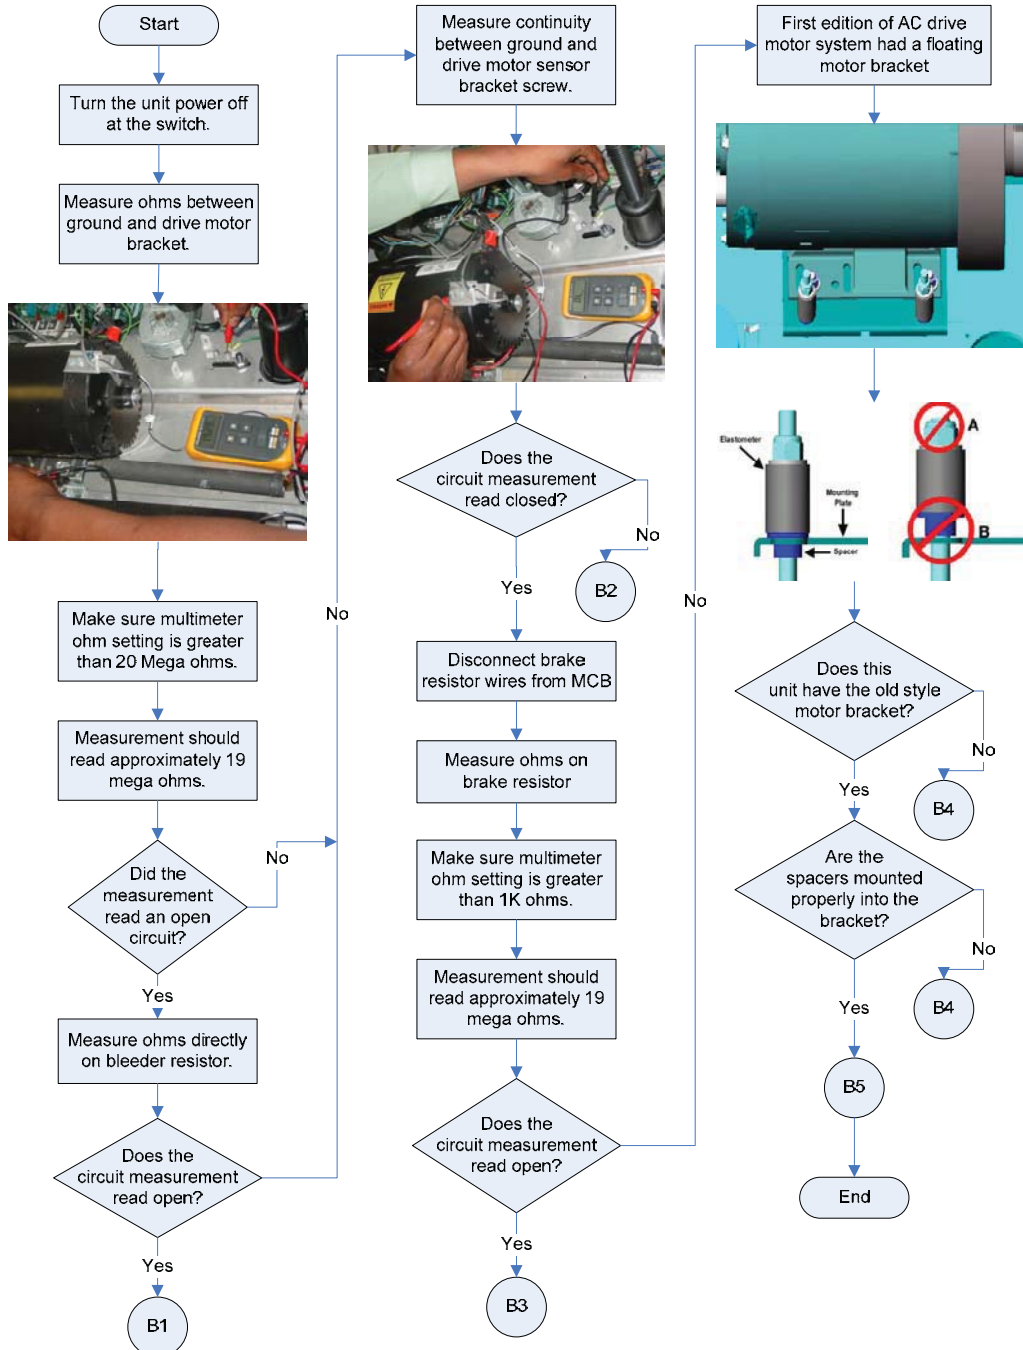 Start
Turn the unit power off
at the switch.
Measure ohms between
ground and drive motor
bracket.
Make sure multimeter
ohm setting is greater
than 20 Mega ohms.
Measurement should
read approximately 19
mega ohms.
Did the
measurement
read an open
circuit?
No
Yes
Measure ohms directly
on bleeder resistor.
Does the
circuit measurement
read open?
No
Yes
B1
Measure continuity
between ground and
drive motor sensor
bracket screw.
Does the
circuit measurement
read closed?
No
B2
Yes
Disconnect brake
resistor wires from MCB
Measure ohms on
brake resistor
Make sure multimeter
ohm setting is greater
than 1K ohms.
Measurement should
read approximately 19
mega ohms.
Does the
circuit measurement
read open?
No
Yes
B3
First edition of AC drive
motor system had a floating
motor bracket
Elastometer
Mounting
Plate
Spacer
A
B
Does this
unit have the old style
motor bracket?
No
B4
Yes
Are the
spacers mounted
properly into the
bracket?
No
B4
Yes
B5
End